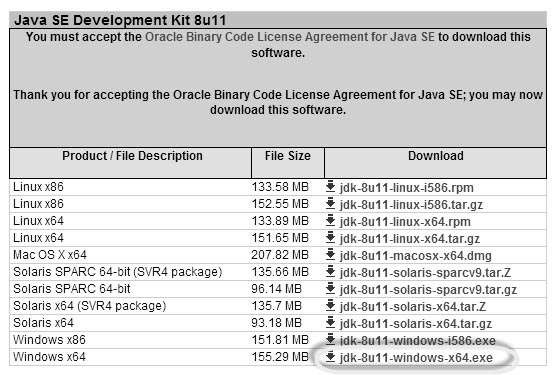 Java SE Development Kit 8u11
You must accept the Oracle Binary Code License Agreement for Java SE to download this
software.
Thank you for accepting the Oracle Binary Code License Agreement for Java SE; you may now
download this software.
Product / File Description File Size Download
Linux x86 133.58 MB jdk-8u11-linux-i586.rpm
Linux x86 152.55 MB jdk-8u11-linux-i586.tar.gz
Linux x64 133.89 MB jdk-8u11-linux-x64.rpm
Linux x64 151.65 MB jdk-8u11-linux-x64.tar.gz
Mac OS X x64 207.82 MB jdk-8u11-macosx-x64.dmg
Solaris SPARC 64-bit (SVR4 package) 135.66 MB jdk-8u11-solaris-sparcv9.tar.Z
Solaris SPARC 64-bit 96.14 MB jdk-8u11-solaris-sparcv9.tar.gz
Solaris x64 (SVR4 package) 135.7 MB jdk-8u11-solaris-x64.tar.Z
Solaris x64 93.18 MB jdk-8u11-solaris-x64.tar.gz
Windows x86 151.81 MB jdk-8u11-windows-i586.exe
Windows x64 155.29 MB jdk-8u11-windows-x64.exe